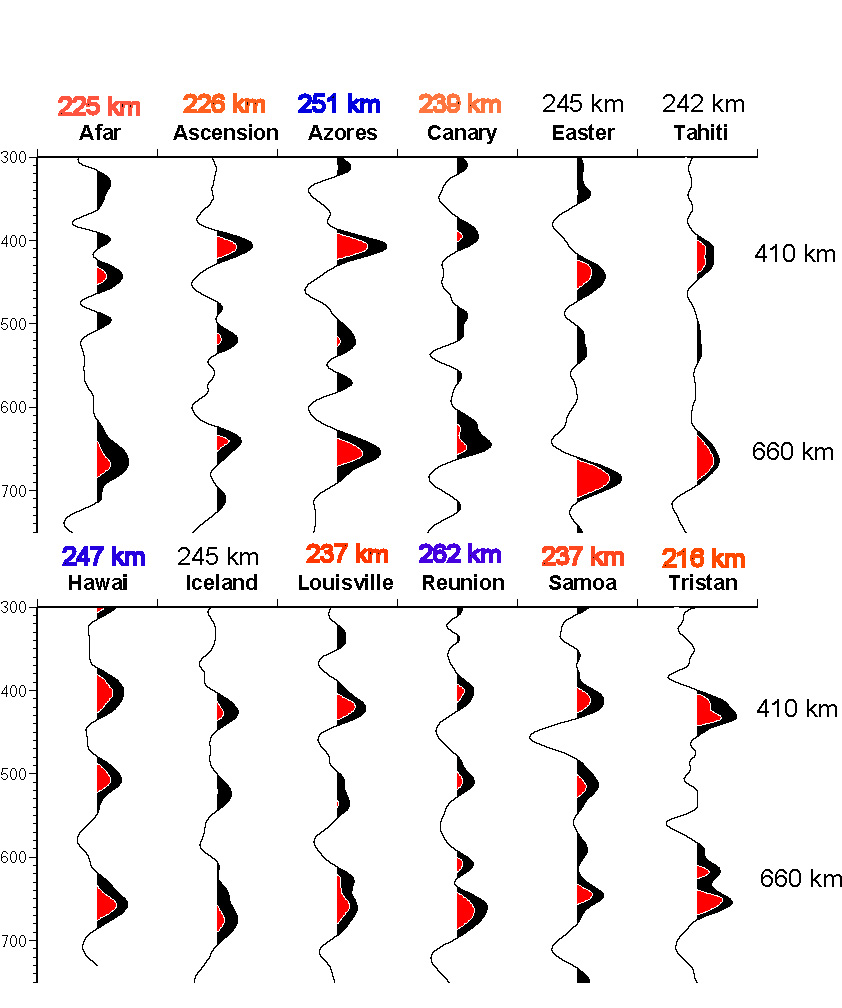 225 km 226 km 251 km 239 km 245 km 242 km
Afar Ascension Azores Canary Easter Tahiti
300
400
410 km
500
600
660 km
700
247 km 245 km 237 km 262 km 237 km 216 km
Hawai Iceland Louisville Reunion Samoa Tristan
300
400
410 km
500
600
660 km
700